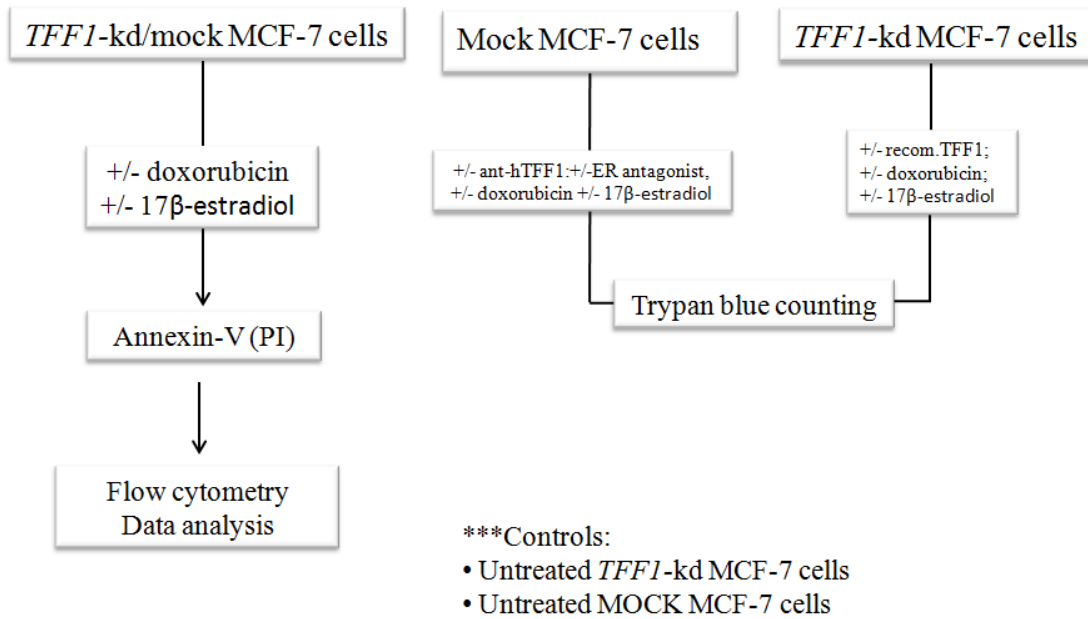 TFF1-kd/mock MCF-7 cells
+/- doxorubicin
+/- 17β-estradiol
Annexin-V (PI)
Flow cytometry
Data analysis
Mock MCF-7 cells
+/- ant-hTFF1:+/-ER antagonist,
+/- doxorubicin +/- 17β-estradiol
TFF1-kd MCF-7 cells
+/- recom.TFF1;
+/- doxorubicin;
+/- 17β-estradiol
Trypan blue counting
***Controls:
• Untreated TFF1-kd MCF-7 cells
• Untreated MOCK MCF-7 cells